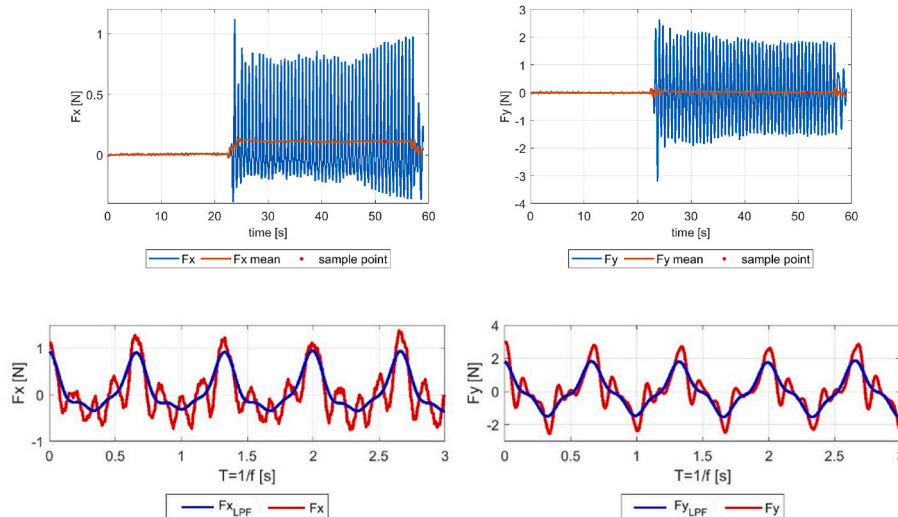 1
0.5
0
Fx [N]
0 10 20 30 40 50 60
time [s]
Fx Fx mean sample point
3
2
1
0
-1
-2
-3
-4
Fy [N]
0 10 20 30 40 50 60
time [s]
Fy Fy mean sample point
1
0
-1
Fx [N]
0 0.5 1 1.5 2 2.5 3
T=1/f [s]
FxLPF Fx
4
2
0
-2
Fy [N]
0 0.5 1 1.5 2 2.5 3
T=1/f [s]
FyLPF Fy